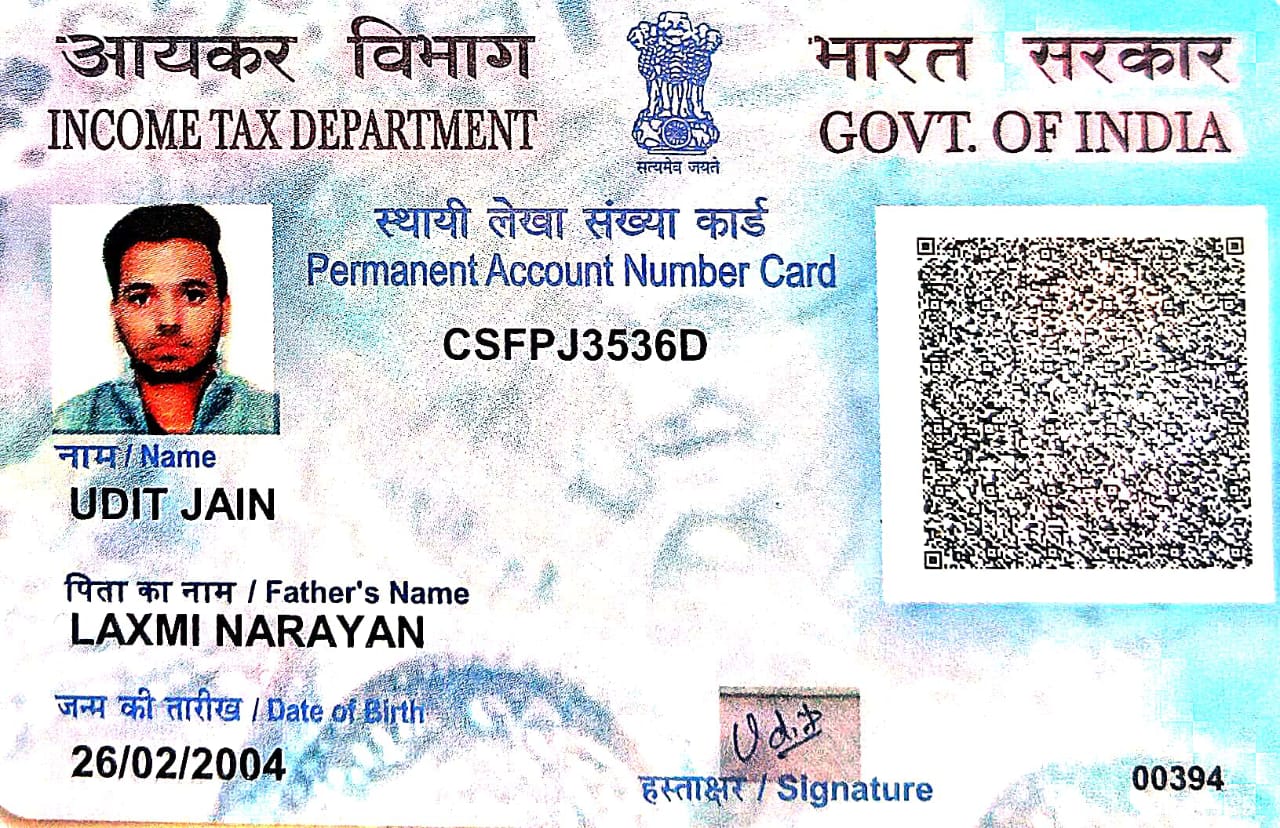 आयकर विभाग
INCOME TAX DEPARTMENT
सत्यमेव जयते
भारत सरकार
GOVT. OF INDIA
स्थायी लेखा संख्या कार्ड
Permanent Account Number Card
CSFPJ3536D
नाम / Name
UDIT JAIN
पिता का नाम / Father's Name
LAXMI NARAYAN
जन्म की तारीख / Date of Birth
26/02/2004
Udit
हस्ताक्षर / Signature
00394